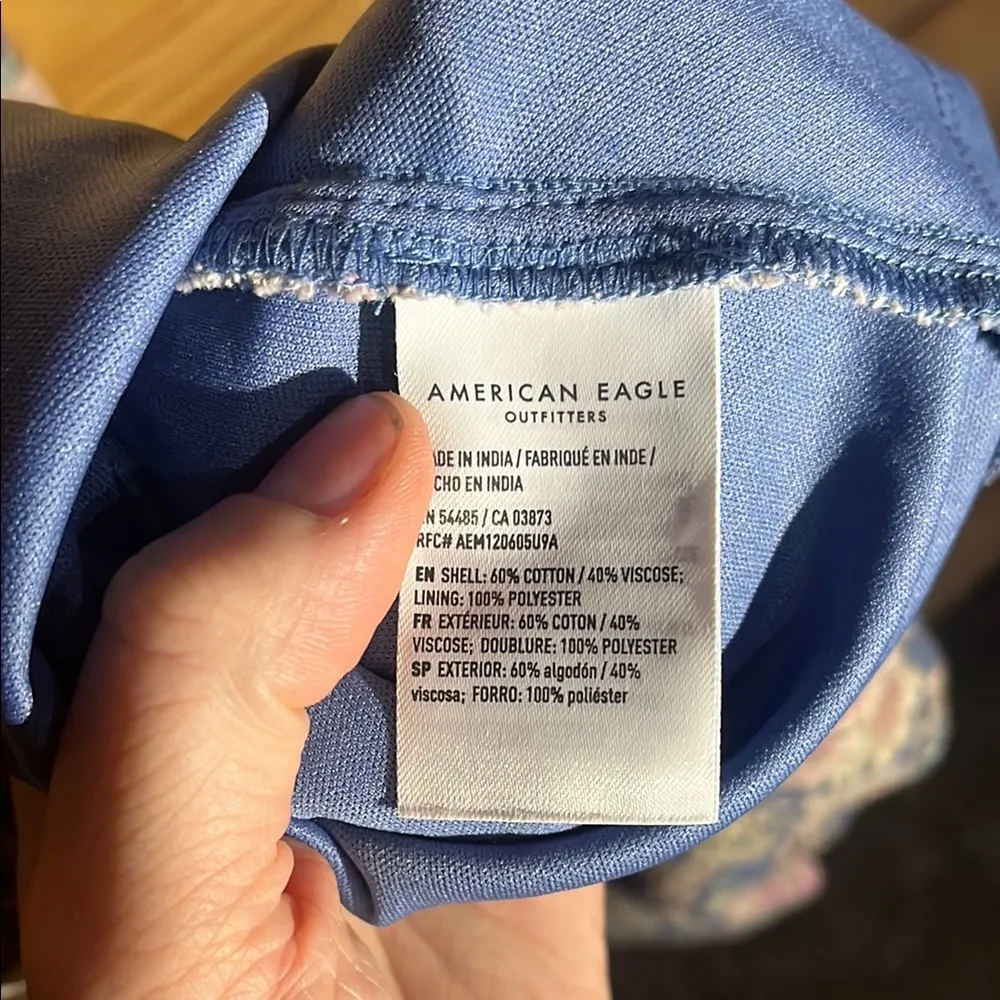 AMERICAN EAGLE
OUTFITTERS
IN INDIA / FABRIQUÉ EN INDE /
EN INDIA
54485 / CA 03873
RFC# AEM120605U9A
EN SHELL: 60% COTTON / 40% VISCOSE;
LINING: 100% POLYESTER
FR EXTÉRIEUR: 60% COTON / 40%
VISCOSE; DOUBLURE: 100% POLYESTER
SP EXTERIOR: 60% algodón / 40%
viscosa; FORRO: 100% poliéster